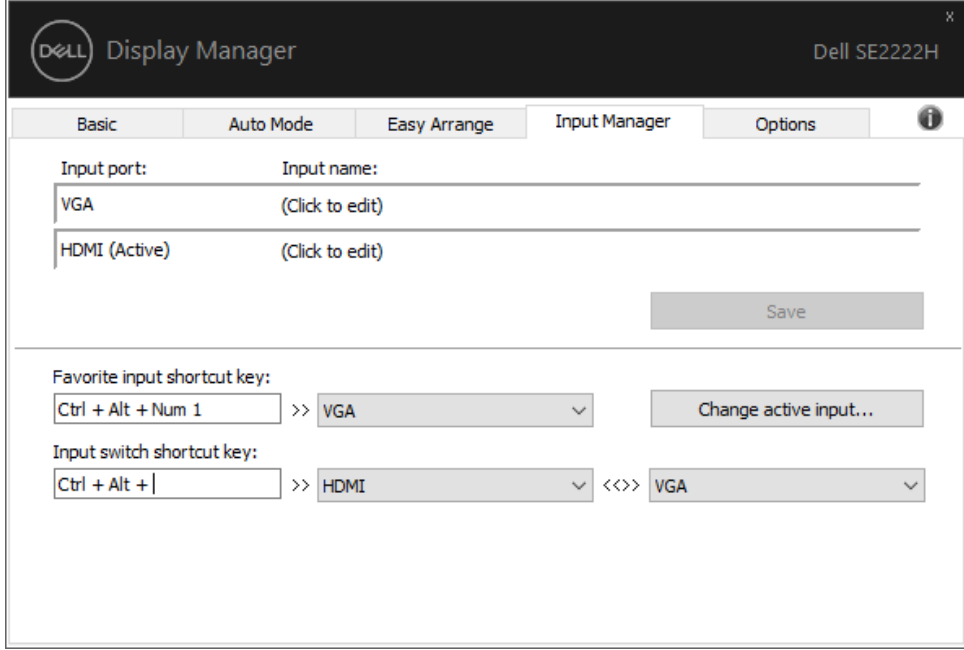 x
DELL Display Manager Dell SE2222H
Basic Auto Mode Easy Arrange Input Manager Options i
Input port: Input name:
VGA (Click to edit)
HDMI (Active) (Click to edit)
Save
Favorite input shortcut key:
Ctrl + Alt + Num 1 >> VGA Change active input...
Input switch shortcut key:
Ctrl + Alt + >> HDMI <<>> VGA